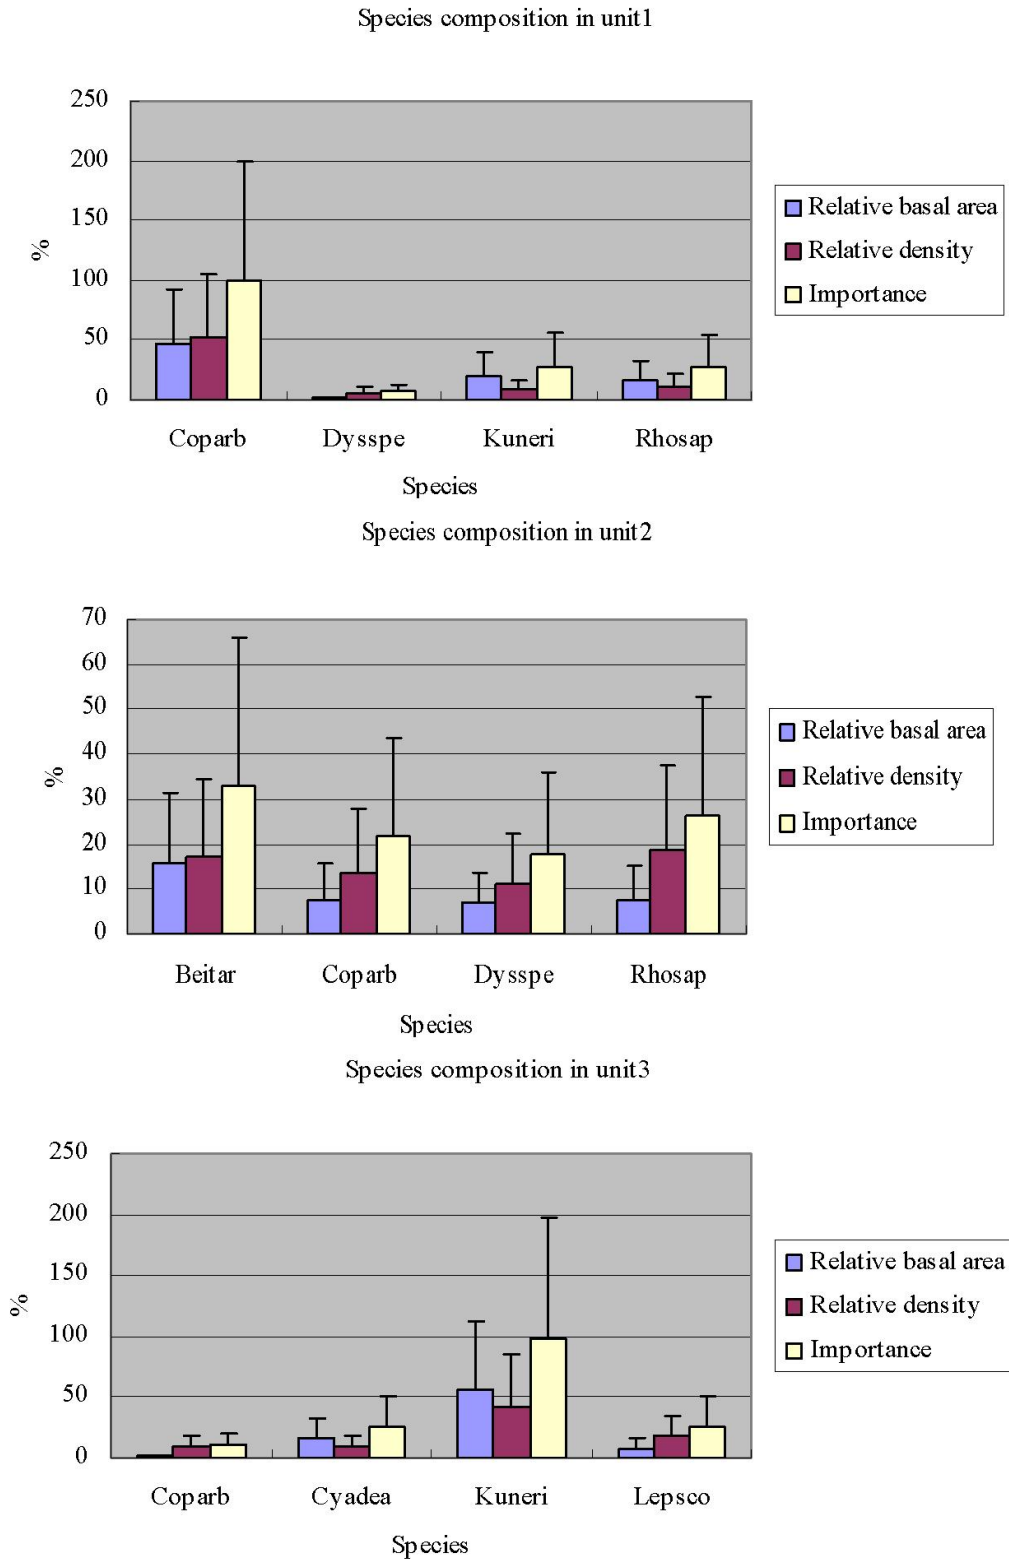 Species composition in unit1
250
200
150
100
50
0
%
Coparb Dysspe Kuneri Rhosap
Species
Relative basal area
Relative density
Importance
Species composition in unit2
70
60
50
40
30
20
10
0
%
Beitar Coparb Dysspe Rhosap
Species
Relative basal area
Relative density
Importance
Species composition in unit3
250
200
150
100
50
0
%
Coparb Cyadea Kuneri Lepsco
Species
Relative basal area
Relative density
Importance